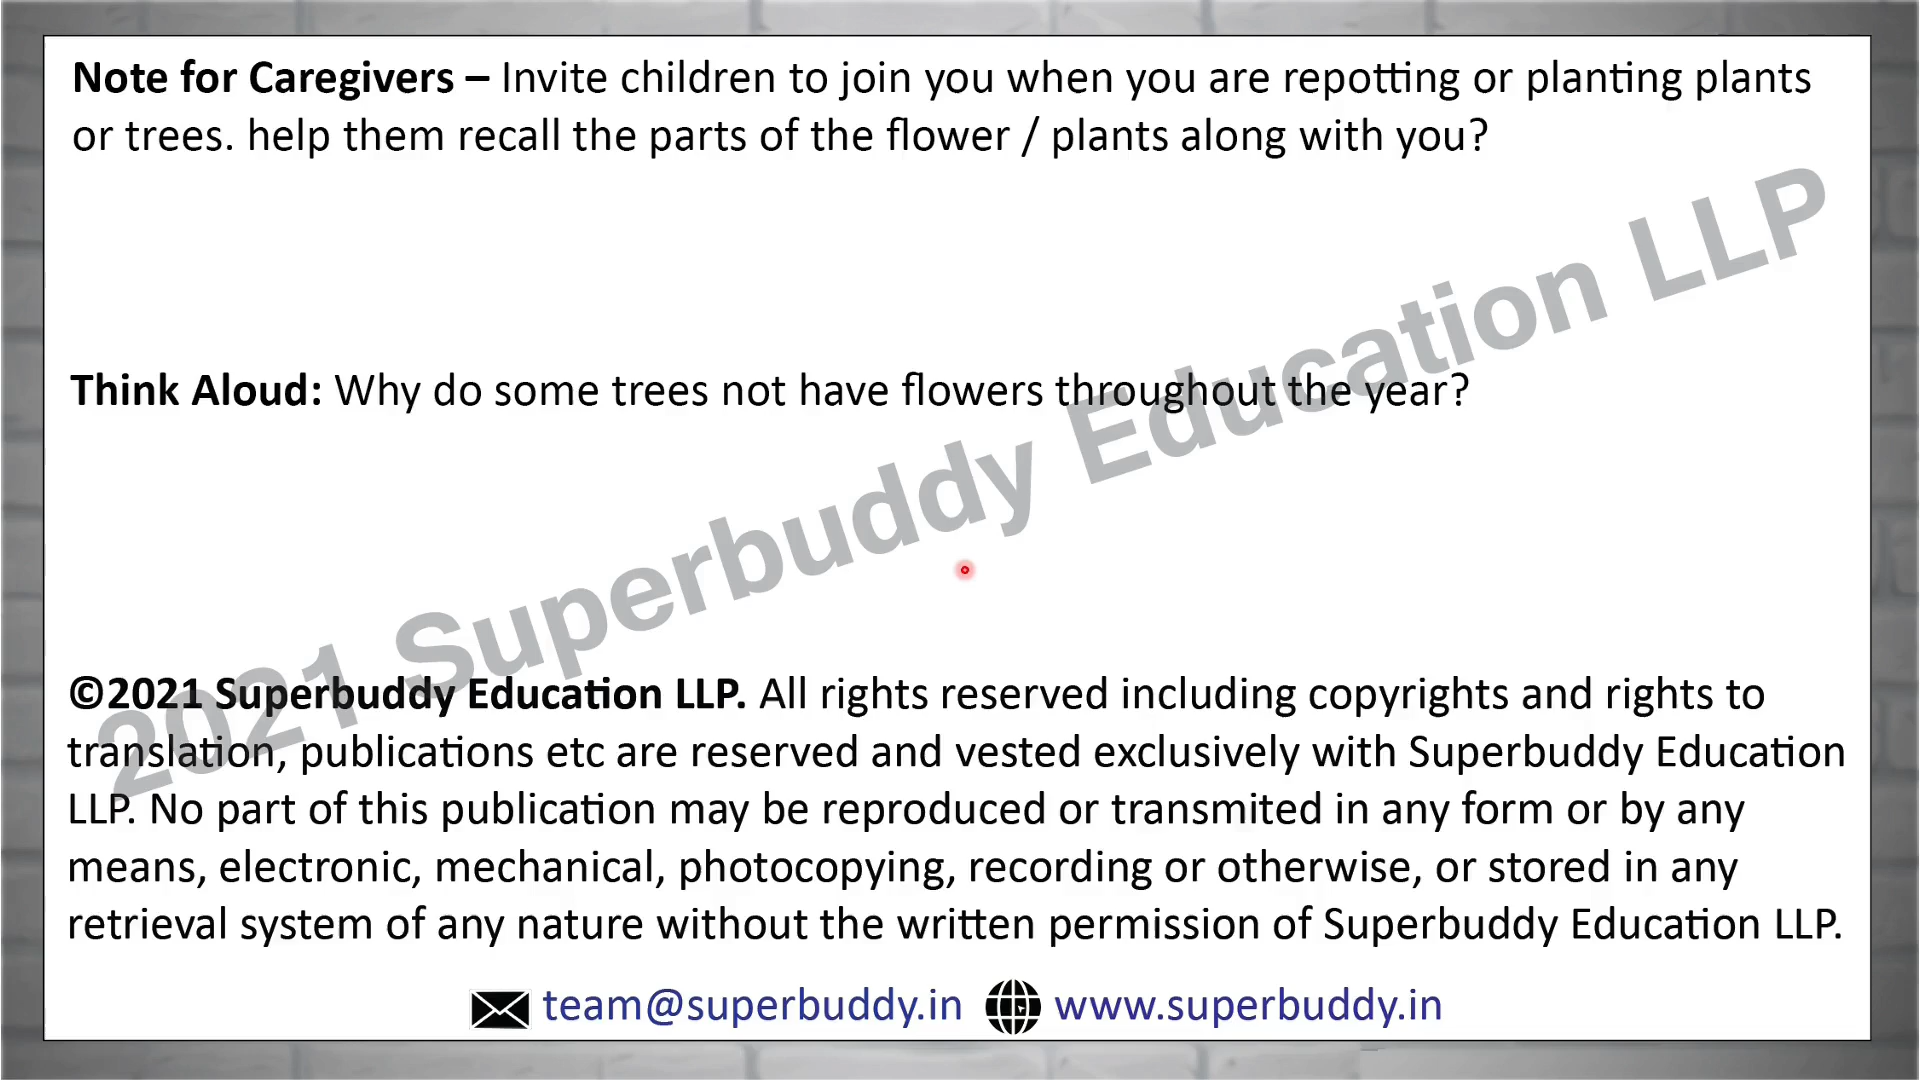 Note for Caregivers – Invite children to join you when you are repotting or planting plants
or trees. help them recall the parts of the flower / plants along with you?
Think Aloud: Why do some trees not have flowers throughout the year?
2021 Superbuddy Education LLP
©2021 Superbuddy Education LLP. All rights reserved including copyrights and rights to
translation, publications etc are reserved and vested exclusively with Superbuddy Education
LLP. No part of this publication may be reproduced or transmited in any form or by any
means, electronic, mechanical, photocopying, recording or otherwise, or stored in any
retrieval system of any nature without the written permission of Superbuddy Education LLP.
team@superbuddy.in www.superbuddy.in